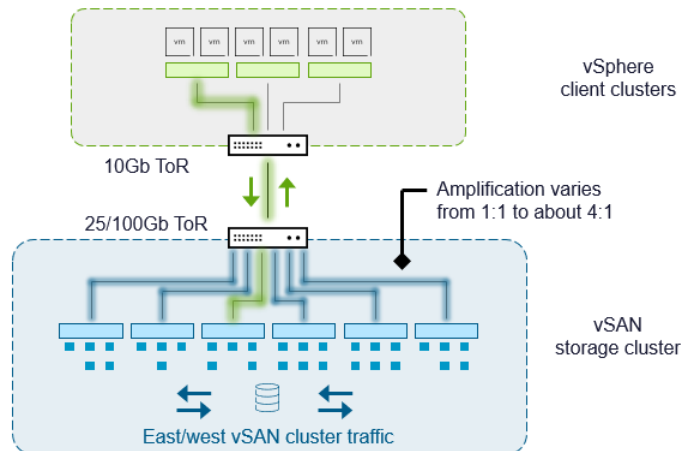 vm vm vm vm vm vm
vSphere
client clusters
10Gb ToR
Amplification varies
from 1:1 to about 4:1
25/100Gb ToR
vSAN
storage cluster
East/west vSAN cluster traffic